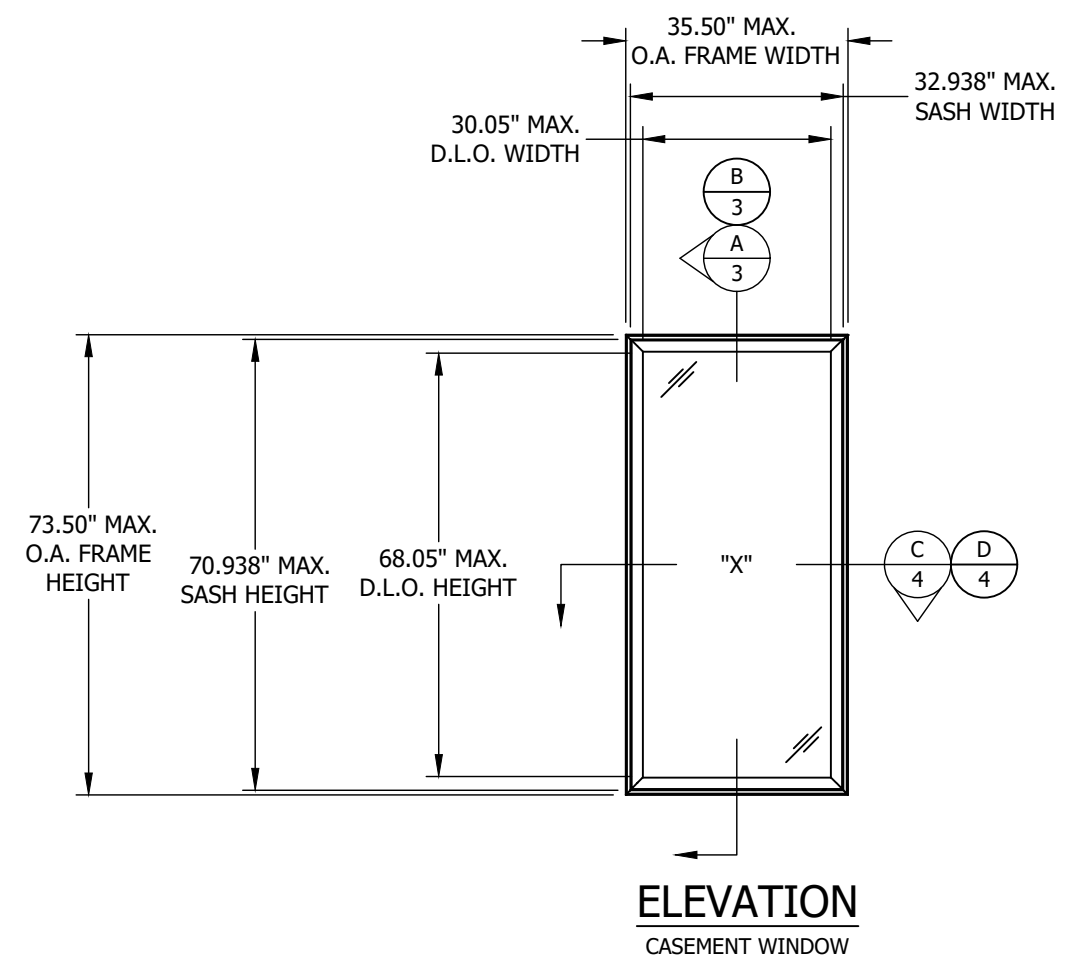 35.50" MAX.
O.A. FRAME WIDTH
32.938" MAX.
SASH WIDTH
30.05" MAX.
D.L.O. WIDTH
B
3
A
3
73.50" MAX.
O.A. FRAME
HEIGHT
70.938" MAX.
SASH HEIGHT
68.05" MAX.
D.L.O. HEIGHT
"X"
C
4
D
4
ELEVATION
CASEMENT WINDOW